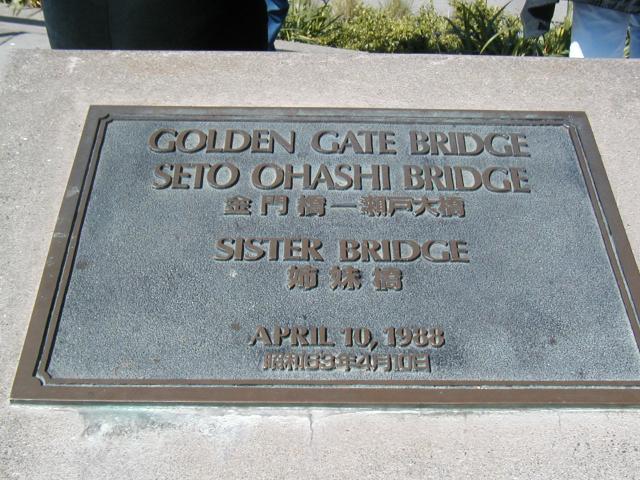 GOLDEN GATE BRIDGE
SETO OHASHI BRIDGE
金門橋—瀬戸大橋
SISTER BRIDGE
姉妹橋
APRIL 10, 1988
昭和63年4月10日